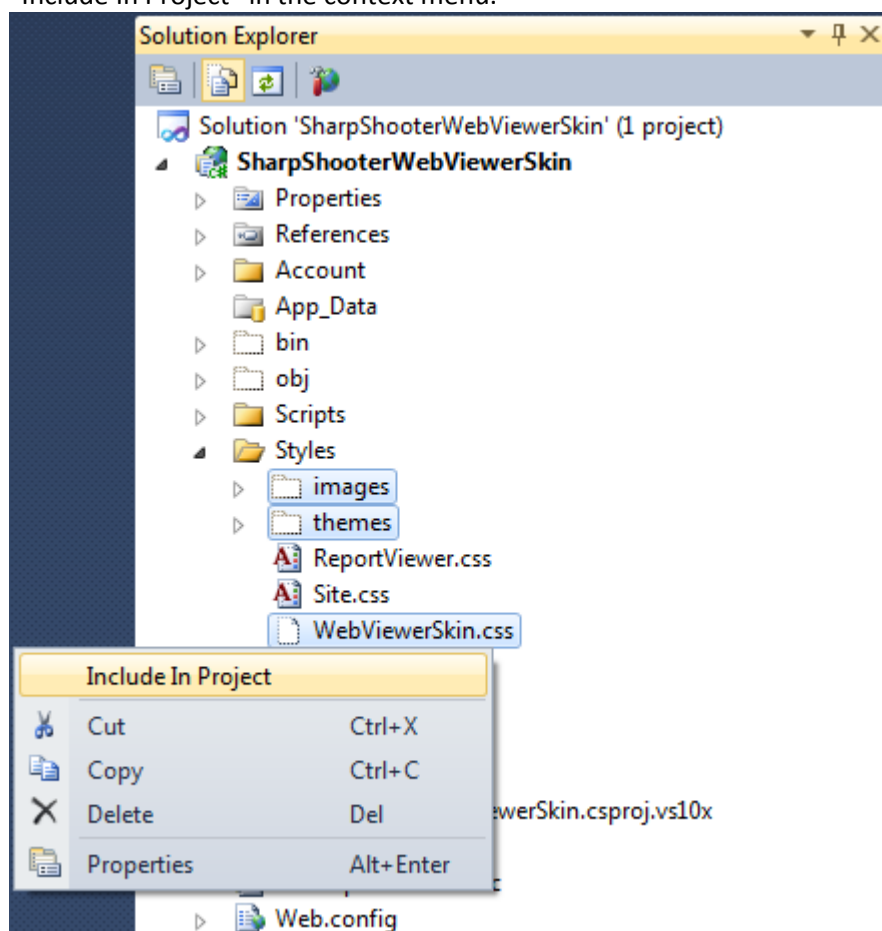 "Include In Project" in the context menu.
Solution Explorer
Solution 'SharpShooterWebViewerSkin' (1 project)
SharpShooterWebViewerSkin
Properties
References
Account
App_Data
bin
obj
Scripts
Styles
images
themes
ReportViewer.css
Site.css
WebViewerSkin.css
Include In Project
Cut Ctrl+X
Copy Ctrl+C
Delete Del
werSkin.csproj.vs10x
Properties Alt+Enter
Web.config